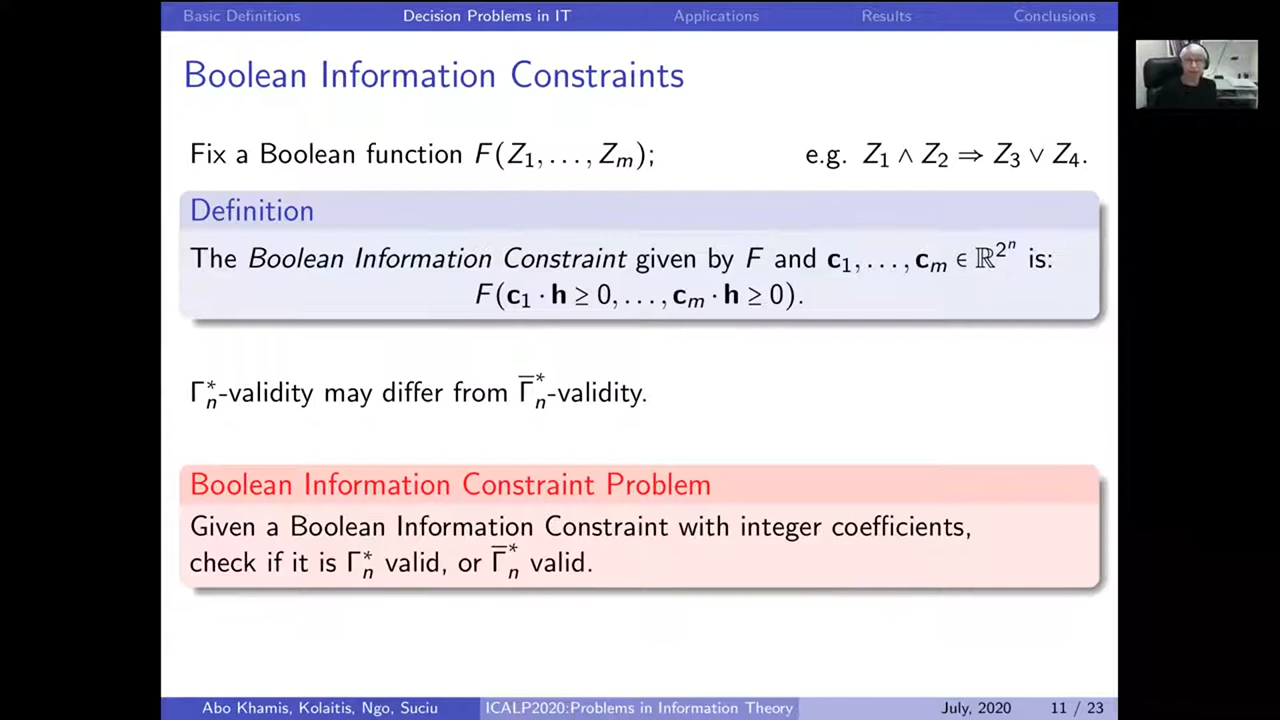 Basic Definitions Decision Problems in IT Applications Results Conclusions
Boolean Information Constraints
Fix a Boolean function F(Z₁, . . . , Zₘ); e.g. Z₁ ∧ Z₂ ⇒ Z₃ ∨ Z₄.
Definition
The Boolean Information Constraint given by F and c₁, . . . , cₘ ∈ ℝ^{2^n} is:
F(c₁ · h ≥ 0, . . . , cₘ · h ≥ 0).
Γ*ₙ-validity may differ from Γ̅*ₙ-validity.
Boolean Information Constraint Problem
Given a Boolean Information Constraint with integer coefficients,
check if it is Γ*ₙ valid, or Γ̅*ₙ valid.
Abo Khamis, Kolaitis, Ngo, Suciu ICALP2020:Problems in Information Theory July, 2020 11 / 23